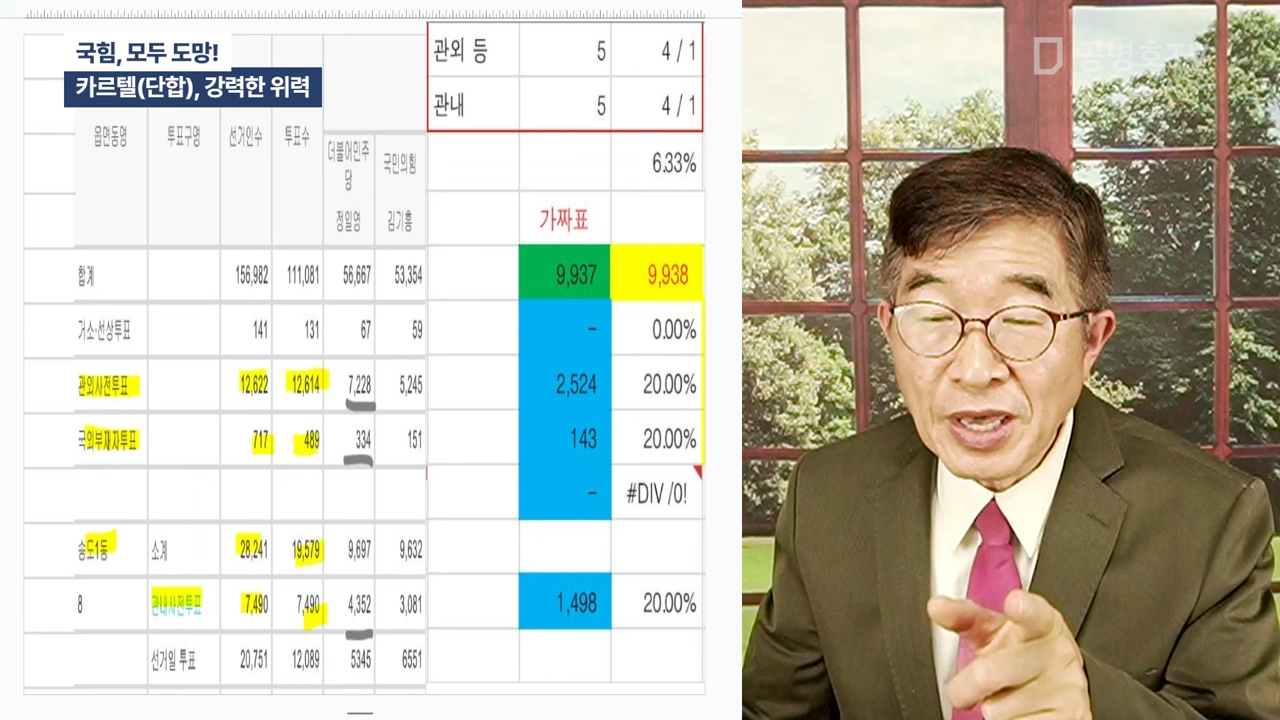 국힘, 모두 도망!
카르텔(단합), 강력한 위력
공병호TV
관외 등 5 4 / 1
관내 5 4 / 1
6.33%
가짜표
읍면동명 투표구명 선거인수 투표수 더불어민주당 정일영 국민의힘 김기흥
합계 156,982 111,081 56,667 53,354 9,937 9,938
거소·선상투표 141 131 67 59 – 0.00%
관외사전투표 12,622 12,614 7,228 5,245 2,524 20.00%
국외부재자투표 717 489 334 151 143 20.00%
– #DIV /0!
송도1동 소계 28,241 19,579 9,697 9,632
8 관내사전투표 7,490 7,490 4,352 3,081 1,498 20.00%
선거일 투표 20,751 12,089 5345 6551